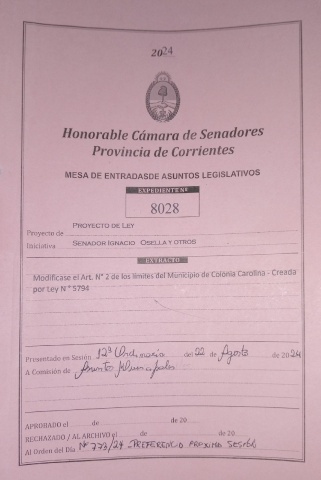 2024
Honorable Cámara de Senadores
Provincia de Corrientes
MESA DE ENTRADASDE ASUNTOS LEGISLATIVOS
EXPEDIENTE Nº
8028
Proyecto de PROYECTO DE LEY
Iniciativa SENADOR IGNACIO OSELLA Y OTROS
EXTRACTO
Modifícase el Art. N° 2 de los límites del Municipio de Colonia Carolina - Creada
por Ley N° 5794
Presentado en Sesión 12º Ordinaria del 22 de Agosto de 2024
A Comisión de Asuntos Municipales
APROBADO el de de 20
RECHAZADO / AL ARCHIVO el de de 20
Al Orden del Día Nº 773/24 - PREFERENCIA PROXIMA SESIÓN